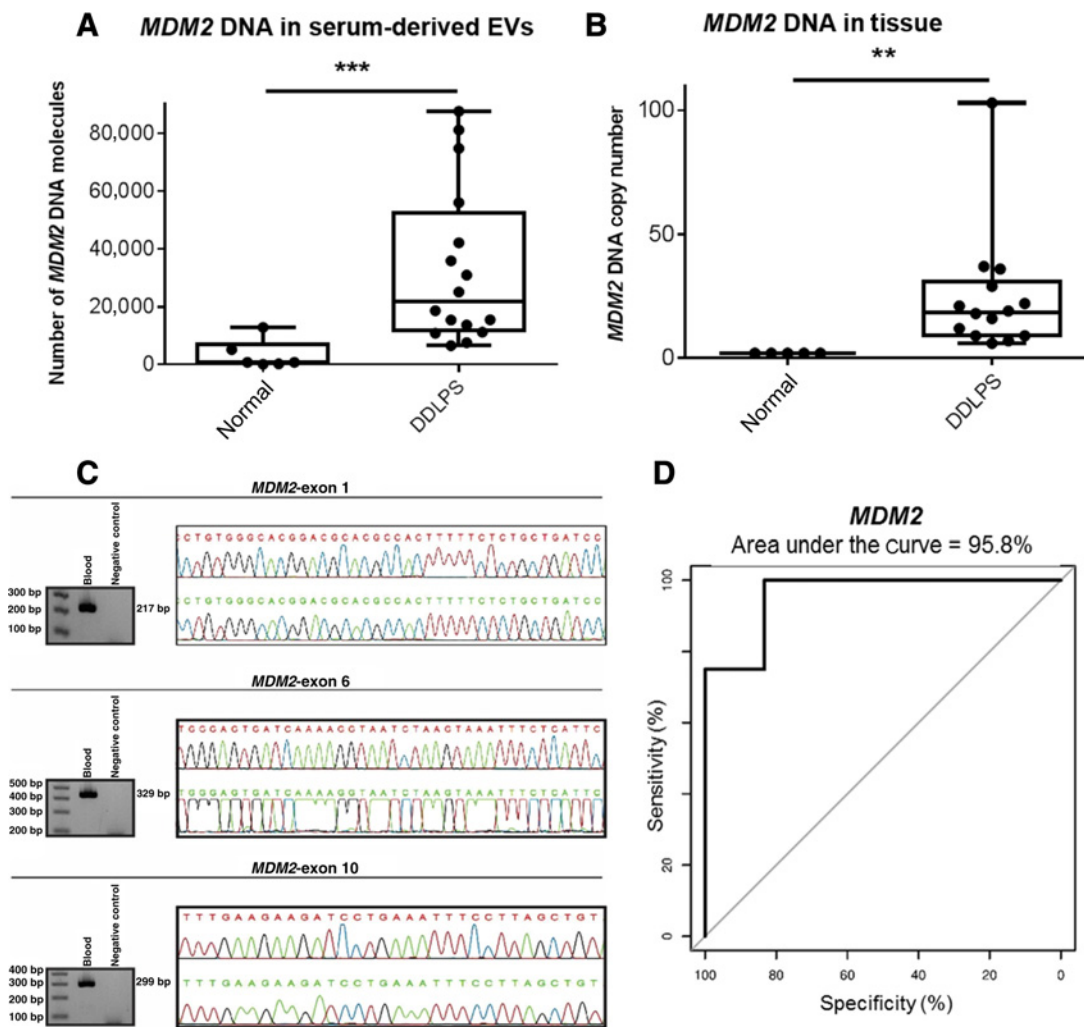 A
MDM2 DNA in serum-derived EVs
***
Number of MDM2 DNA molecules
80,000
60,000
40,000
20,000
0
Normal
DDLPS
B
MDM2 DNA in tissue
**
MDM2 DNA copy number
100
50
0
Normal
DDLPS
C
MDM2-exon 1
Blood
Negative control
300 bp
200 bp
100 bp
217 bp
CTGTGGGCACGGACGCACGCCACTTTTTCTCTGCTGATCC
CTGTGGGCACGGACGCACGCCACTTTTTCTCTGCTGATCC
MDM2-exon 6
Blood
Negative control
500 bp
400 bp
300 bp
200 bp
329 bp
TGGGAGTGATCAAAAGGTAATCTAAGTAAATTTCTCATTC
MDM2-exon 10
Blood
Negative control
400 bp
300 bp
200 bp
100 bp
299 bp
TTTGAAGAAGATCCTGAAATTTCCTTAGCTGT
TTTGAAGAAGATCCTGAAATTTCCTTAGCTGT
D
MDM2
Area under the curve = 95.8%
Sensitivity (%)
100
20
0
100
80
60
40
20
0
Specificity (%)